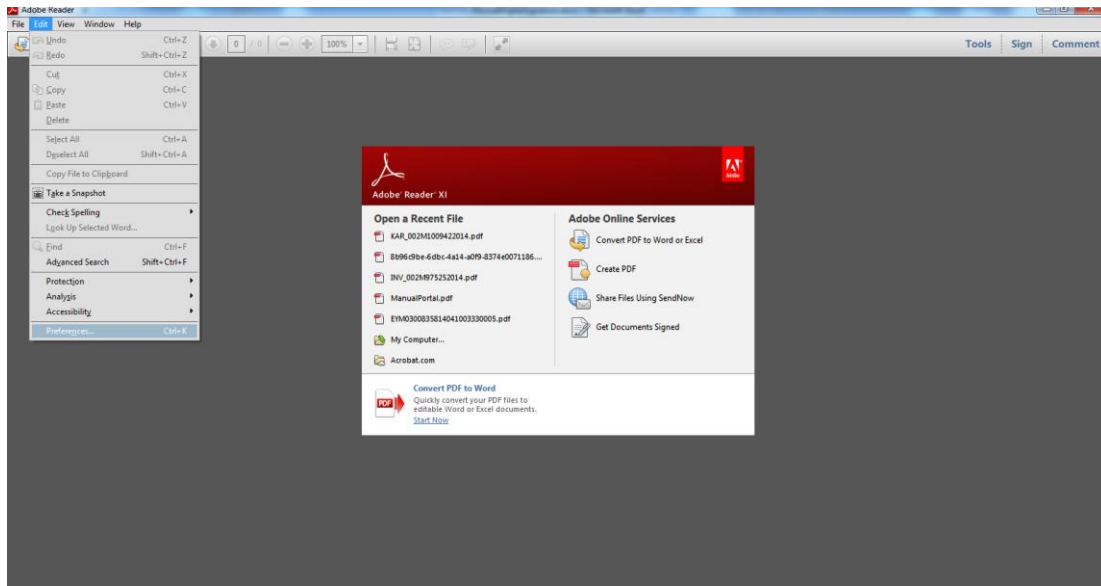 Adobe Reader
File Edit View Window Help
0 / 0 100% Tools Sign Comment
Undo Ctrl+Z
Redo Shift+Ctrl+Z
Cut Ctrl+X
Copy Ctrl+C
Paste Ctrl+V
Delete
Select All Ctrl+A
Deselect All Shift+Ctrl+A
Copy File to Clipboard
Take a Snapshot
Check Spelling
Look Up Selected Word...
Find Ctrl+F
Advanced Search Shift+Ctrl+F
Protection
Analysis
Accessibility
Preferences... Ctrl+K
Adobe
Adobe® Reader® XI
Open a Recent File
KAR_002M1009422014.pdf
8b96c9be-6dbc-4a14-a0f9-8374e0071186....
INV_002M975252014.pdf
ManualPortal.pdf
EYM0300835814041003330005.pdf
My Computer...
Acrobat.com
Adobe Online Services
Convert PDF to Word or Excel
Create PDF
Share Files Using SendNow
Get Documents Signed
PDF
Convert PDF to Word
Quickly convert your PDF files to
editable Word or Excel documents.
Start Now